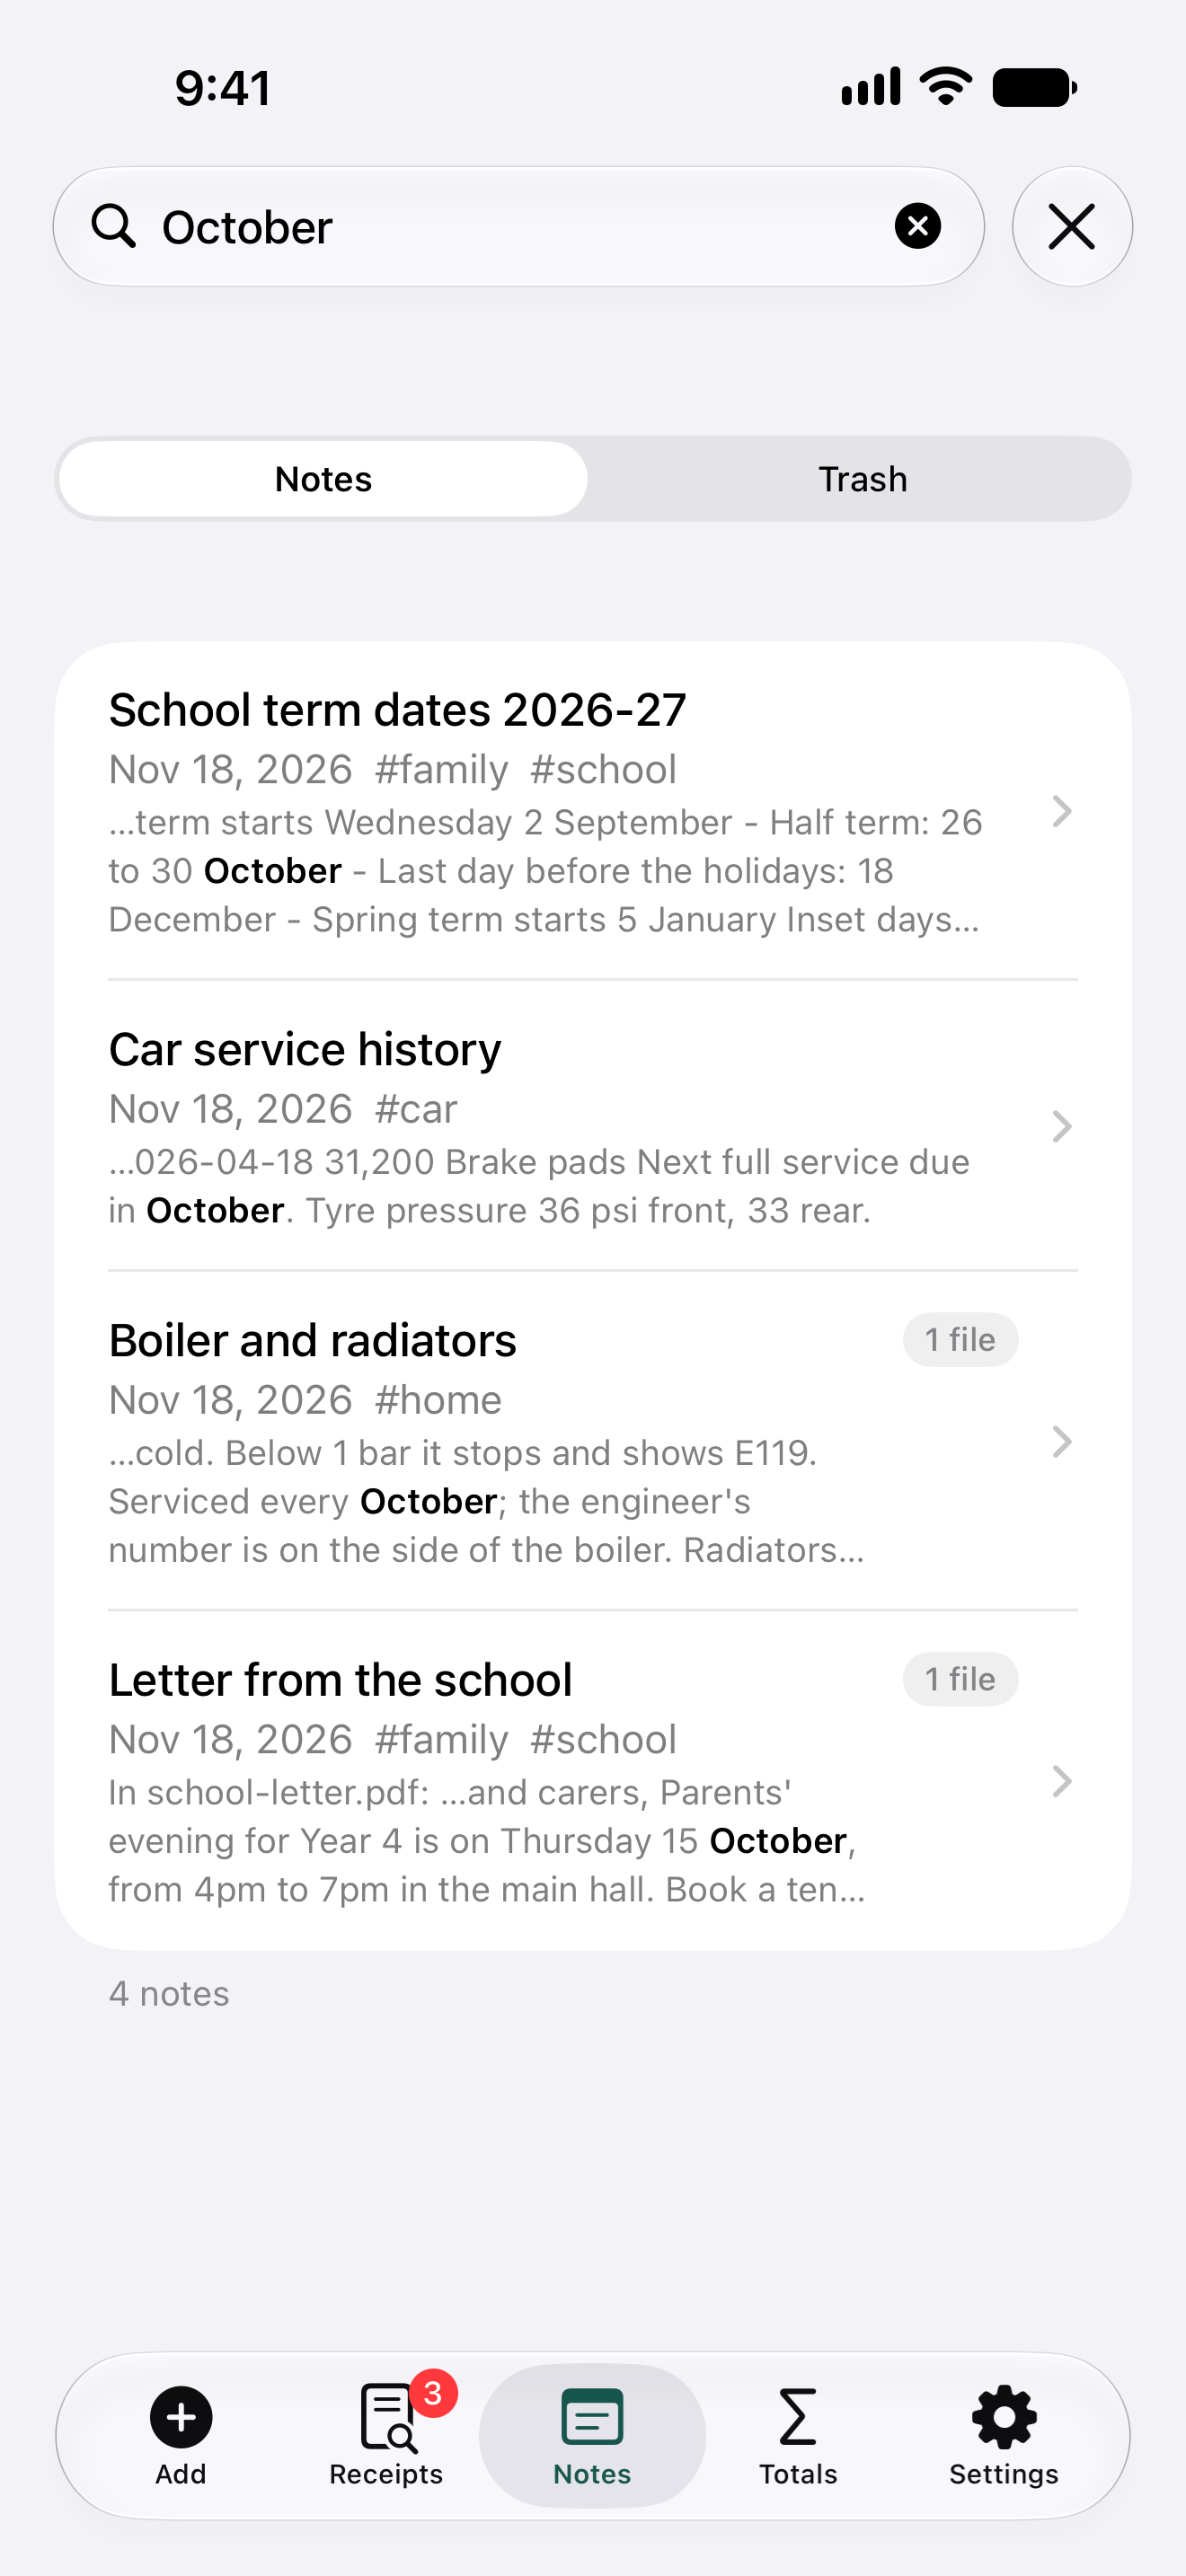 9:41
October
Notes
Trash
School term dates 2026-27
Nov 18, 2026 #family #school
...term starts Wednesday 2 September - Half term: 26
to 30 October - Last day before the holidays: 18
December - Spring term starts 5 January Inset days...
Car service history
Nov 18, 2026 #car
...026-04-18 31,200 Brake pads Next full service due
in October. Tyre pressure 36 psi front, 33 rear.
Boiler and radiators
1 file
Nov 18, 2026 #home
...cold. Below 1 bar it stops and shows E119.
Serviced every October; the engineer's
number is on the side of the boiler. Radiators...
Letter from the school
1 file
Nov 18, 2026 #family #school
In school-letter.pdf: ...and carers, Parents'
evening for Year 4 is on Thursday 15 October,
from 4pm to 7pm in the main hall. Book a ten...
4 notes
3
Add
Receipts
Notes
Totals
Settings